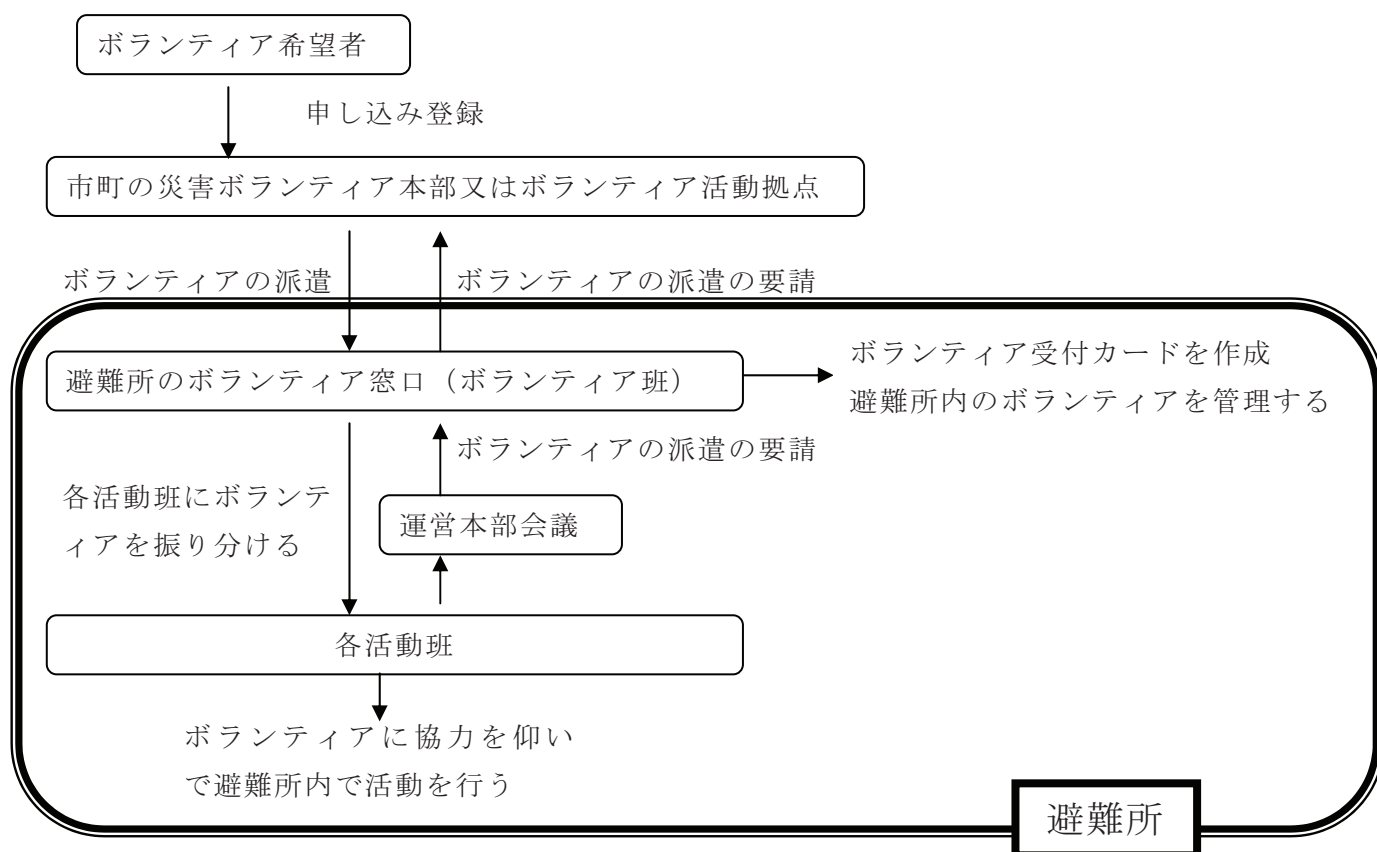 ボランティア希望者
申し込み登録
市町の災害ボランティア本部又はボランティア活動拠点
ボランティアの派遣
ボランティアの派遣の要請
避難所のボランティア窓口（ボランティア班）
ボランティア受付カードを作成
避難所内のボランティアを管理する
ボランティアの派遣の要請
各活動班にボランテ
ィアを振り分ける
運営本部会議
各活動班
ボランティアに協力を仰い
で避難所内で活動を行う
避難所